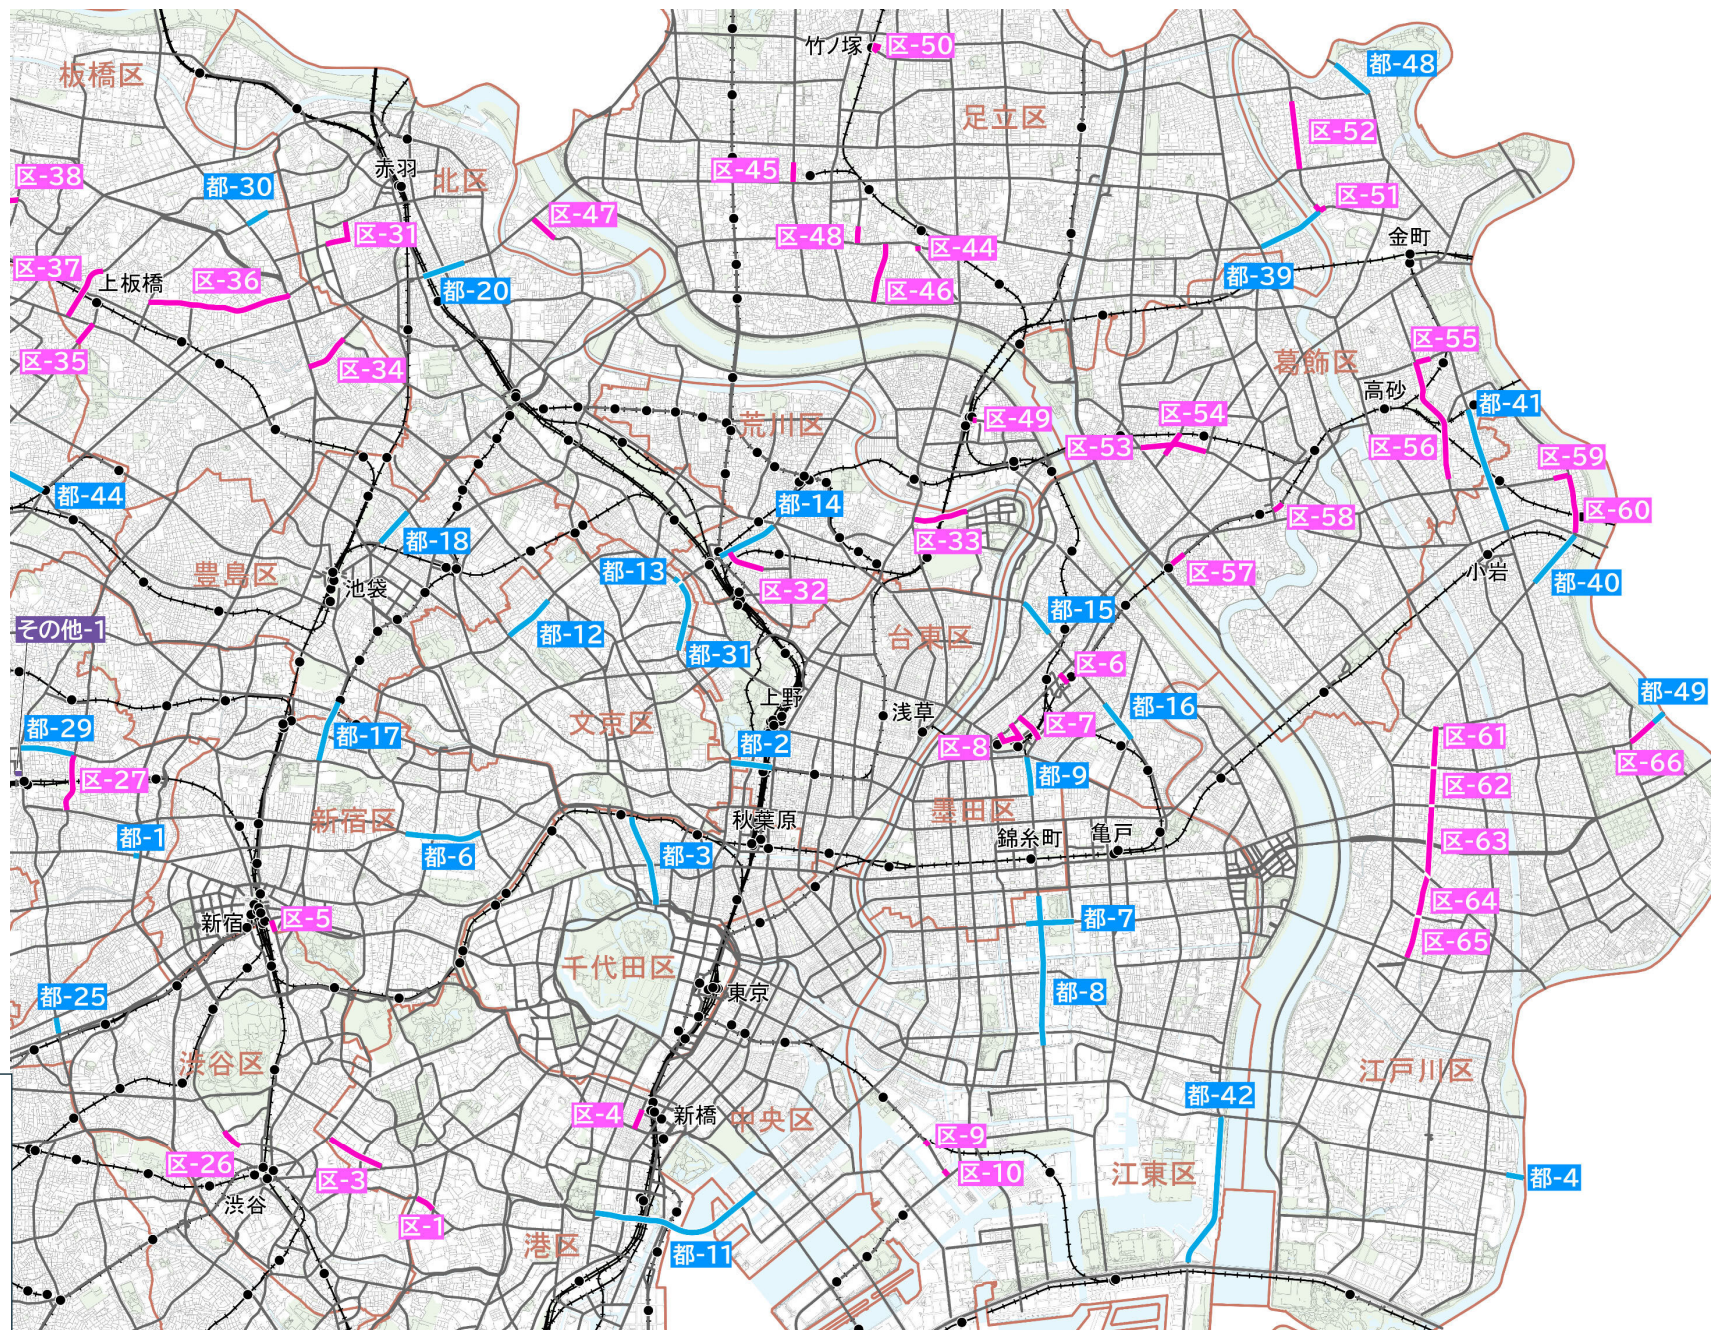 竹ノ塚
区-50
都-48
板橋区
足立区
区-52
赤羽
北区
区-45
区-38
都-30
区-51
区-47
区-31
区-48
区-44
金町
区-37
上板橋
区-36
都-20
区-46
都-39
区-35
区-34
区-55
葛飾区
高砂
都-41
荒川区
区-49
区-54
区-53
区-56
区-59
都-44
都-14
区-60
区-58
都-18
区-33
豊島区
池袋
都-13
区-32
区-57
小岩
都-40
その他-1
都-12
都-15
台東区
都-31
区-6
上野
都-49
都-29
都-17
文京区
浅草
都-16
区-7
区-8
都-2
区-61
区-66
区-27
都-9
区-62
新宿区
墨田区
秋葉原
錦糸町
亀戸
都-1
都-6
都-3
区-63
区-64
新宿
区-5
都-7
区-65
千代田区
東京
都-25
都-8
渋谷区
江戸川区
都-42
区-4
新橋
中央区
区-9
区-26
区-3
区-10
江東区
都-4
渋谷
区-1
港区
都-11